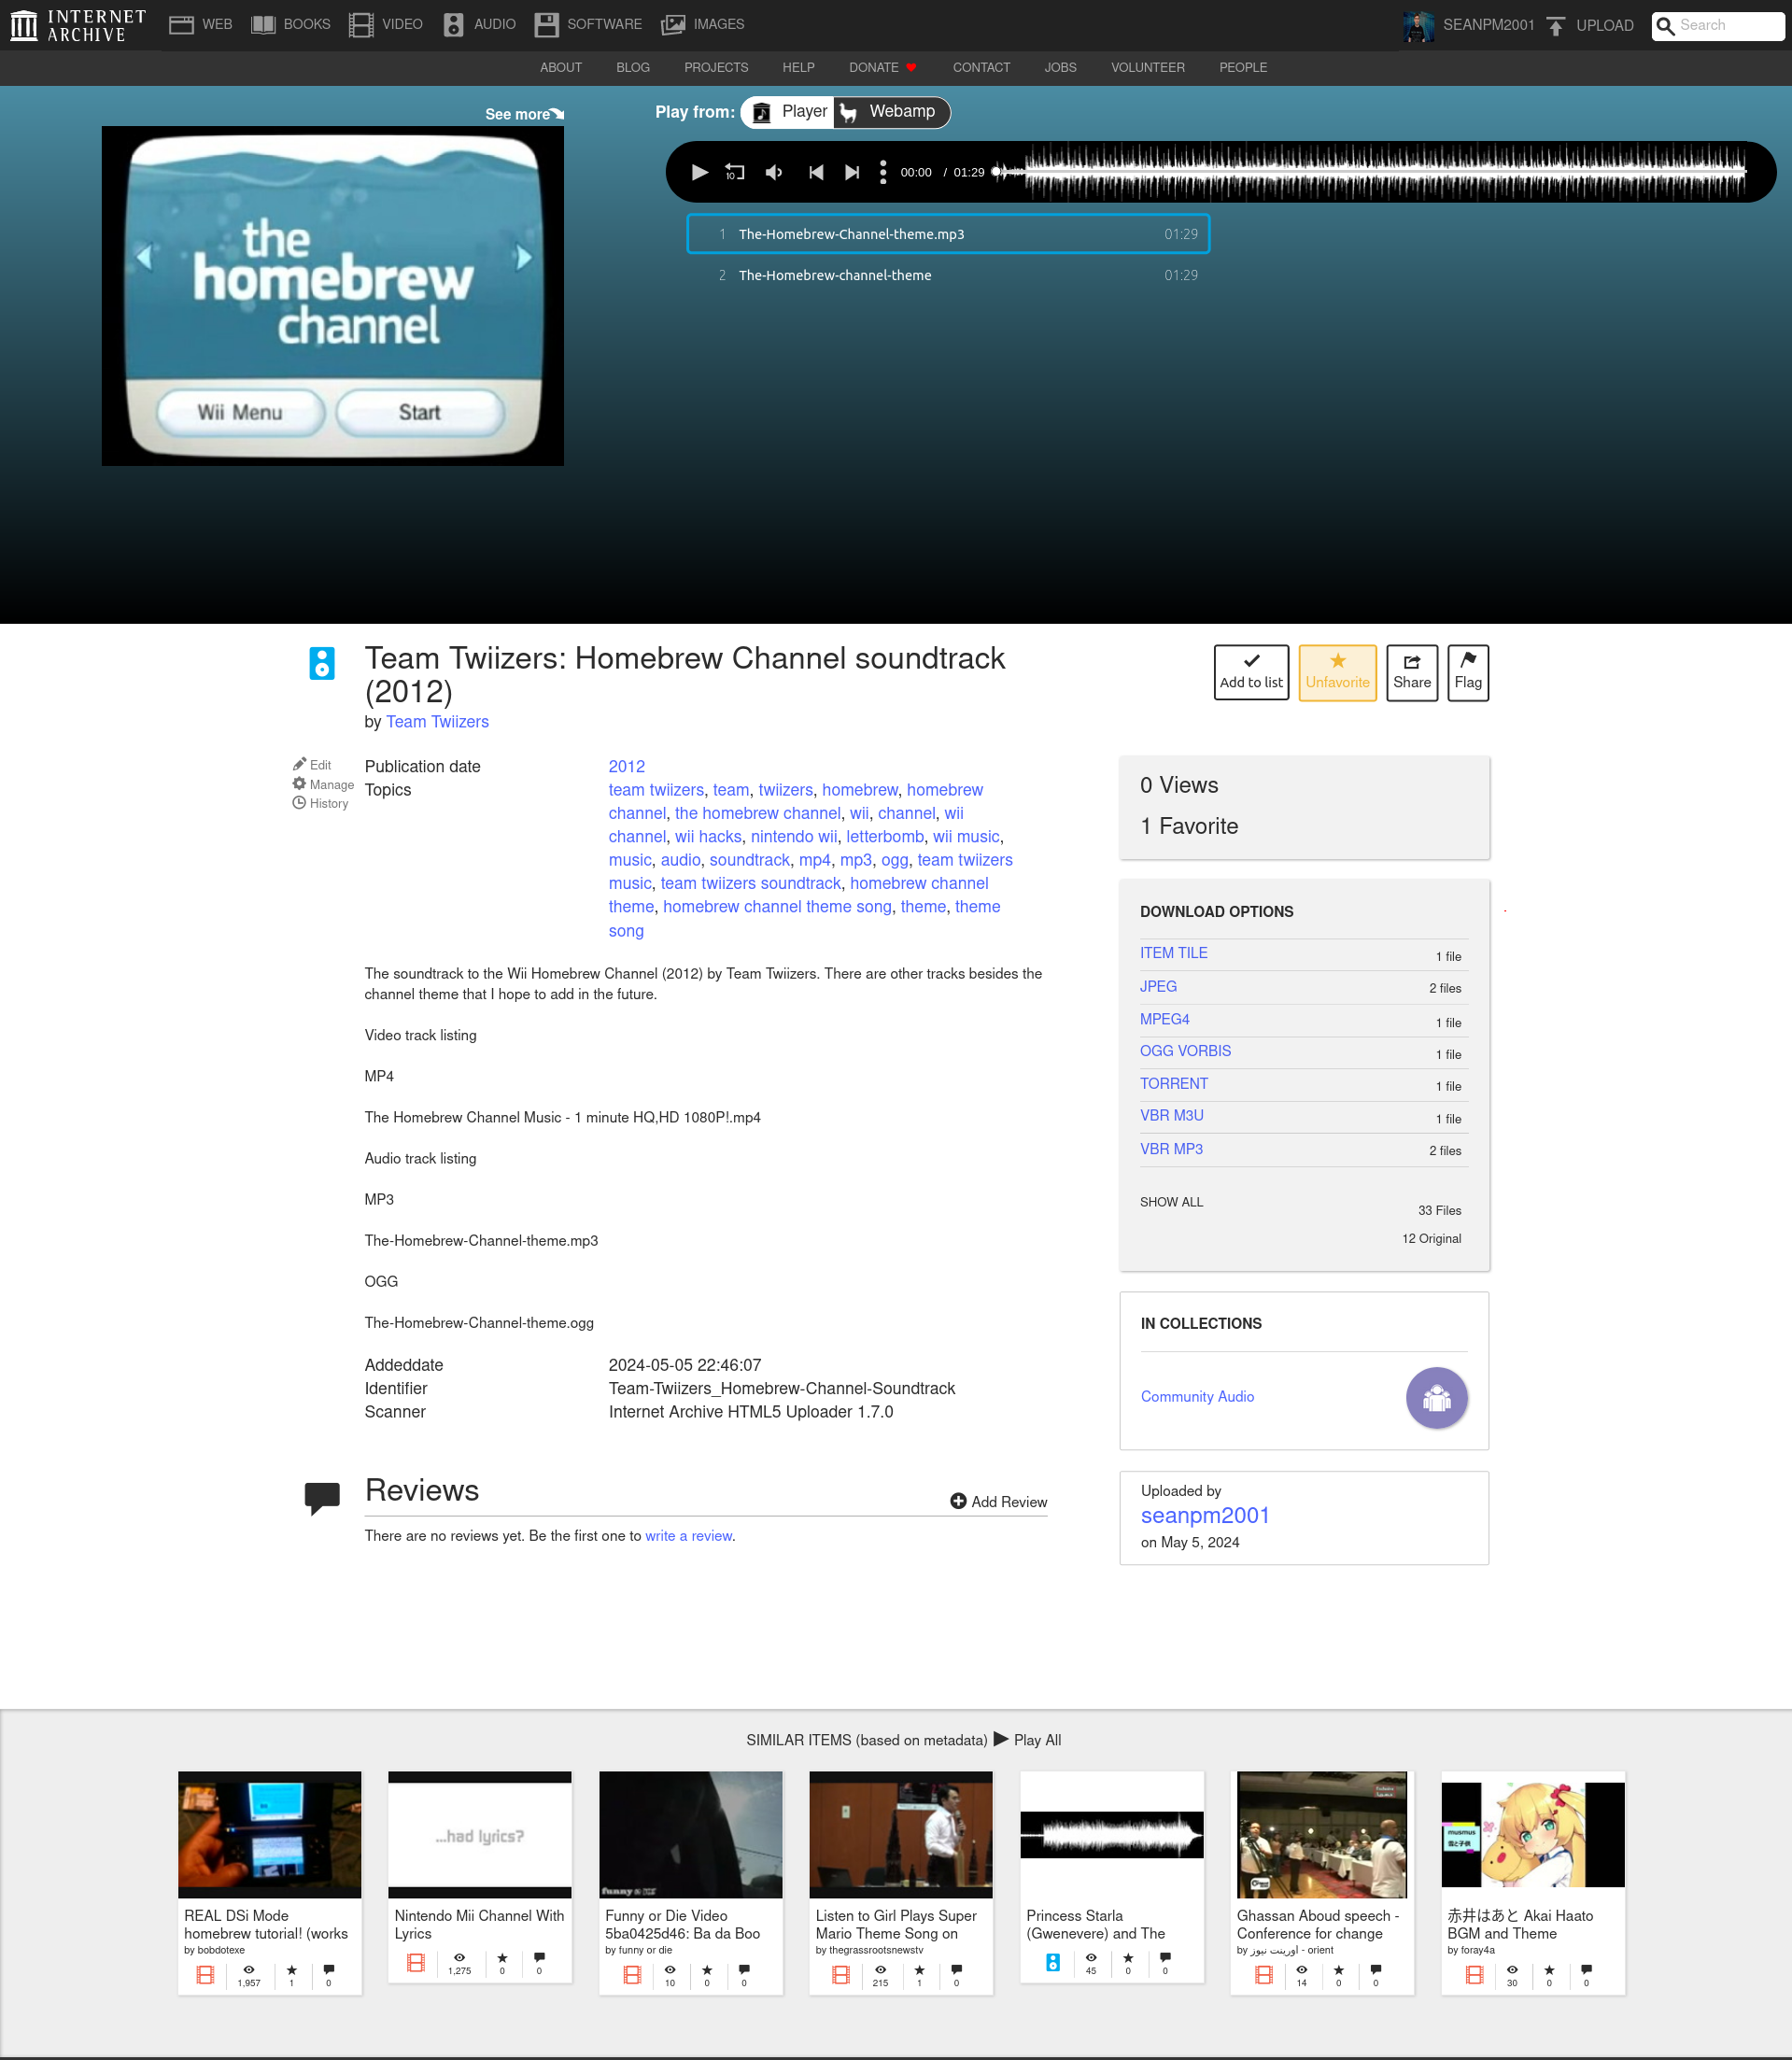 INTERNET ARCHIVE
WEB BOOKS VIDEO AUDIO SOFTWARE IMAGES SEANPM2001 UPLOAD Search
ABOUT BLOG PROJECTS HELP DONATE CONTACT JOBS VOLUNTEER PEOPLE
See more
Play from: Player Webamp
the
homebrew
channel
Wii Menu Start
10 00:00 / 01:29
1 The-Homebrew-Channel-theme.mp3 01:29
2 The-Homebrew-channel-theme 01:29
Team Twiizers: Homebrew Channel soundtrack
(2012)
by Team Twiizers
Add to list Unfavorite Share Flag
Edit
Manage
History
Publication date 2012
Topics team twiizers, team, twiizers, homebrew, homebrew
channel, the homebrew channel, wii, channel, wii
channel, wii hacks, nintendo wii, letterbomb, wii music,
music, audio, soundtrack, mp4, mp3, ogg, team twiizers
music, team twiizers soundtrack, homebrew channel
theme, homebrew channel theme song, theme, theme
song
The soundtrack to the Wii Homebrew Channel (2012) by Team Twiizers. There are other tracks besides the
channel theme that I hope to add in the future.
Video track listing
MP4
The Homebrew Channel Music - 1 minute HQ,HD 1080P!.mp4
Audio track listing
MP3
The-Homebrew-Channel-theme.mp3
OGG
The-Homebrew-Channel-theme.ogg
Addeddate 2024-05-05 22:46:07
Identifier Team-Twiizers_Homebrew-Channel-Soundtrack
Scanner Internet Archive HTML5 Uploader 1.7.0
Reviews
Add Review
There are no reviews yet. Be the first one to write a review.
0 Views
1 Favorite
DOWNLOAD OPTIONS
ITEM TILE 1 file
JPEG 2 files
MPEG4 1 file
OGG VORBIS 1 file
TORRENT 1 file
VBR M3U 1 file
VBR MP3 2 files
SHOW ALL 33 Files
12 Original
IN COLLECTIONS
Community Audio
Uploaded by
seanpm2001
on May 5, 2024
SIMILAR ITEMS (based on metadata) Play All
REAL DSi Mode
homebrew tutorial! (works
by bobdotexe
1,957 1 0
...had lyrics?
Nintendo Mii Channel With
Lyrics
1,275 0 0
funny or DIE
Funny or Die Video
5ba0425d46: Ba da Boo
by funny or die
10 0 0
Listen to Girl Plays Super
Mario Theme Song on
by thegrassrootsnewstv
215 1 0
Princess Starla
(Gwenevere) and The
45 0 0
Ghassan Aboud speech -
Conference for change
by أورينت نيوز - orient
14 0 0
musmus
雪と子供
赤井はあと Akai Haato
BGM and Theme
by foray4a
30 0 0